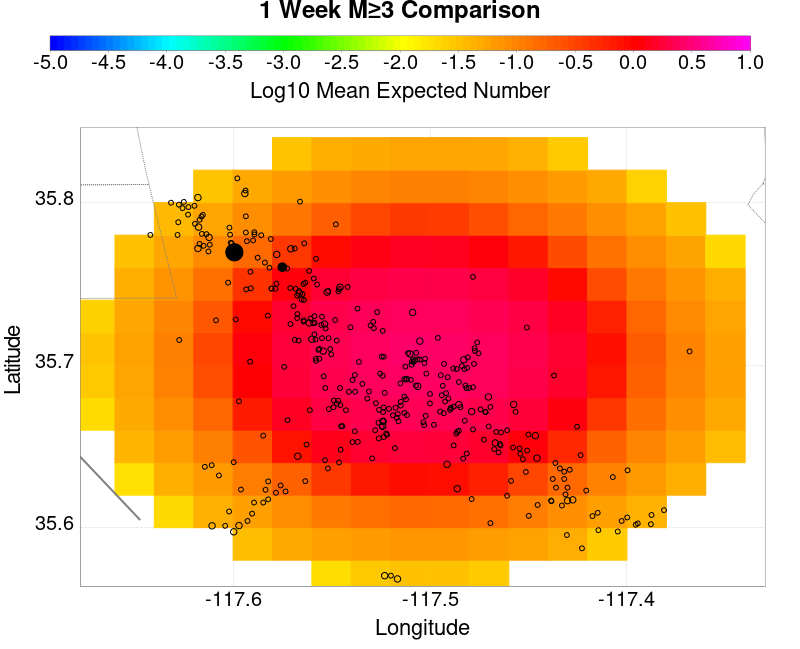 1 Week M≥3 Comparison
-5.0 -4.5 -4.0 -3.5 -3.0 -2.5 -2.0 -1.5 -1.0 -0.5 0.0 0.5 1.0
Log10 Mean Expected Number
35.8
35.7
35.6
Latitude
-117.6 -117.5 -117.4
Longitude